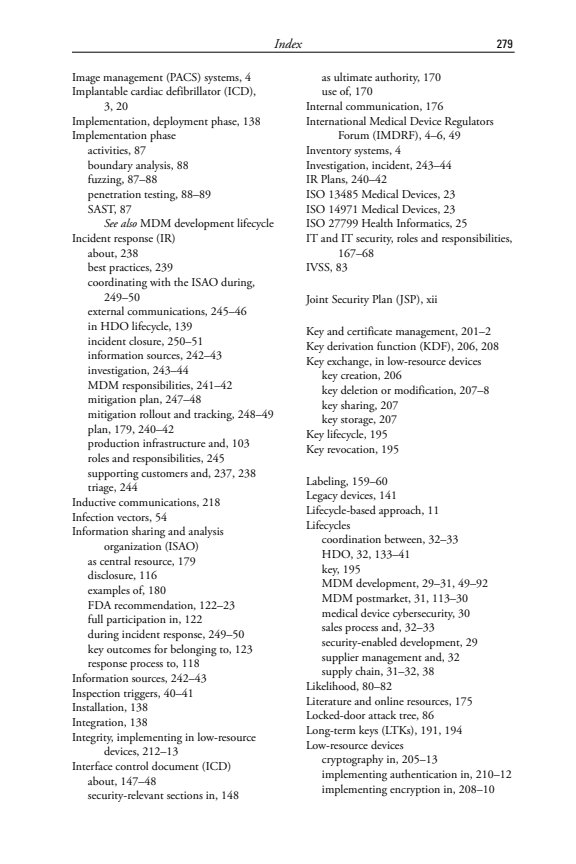 Index 279
Image management (PACS) systems, 4
Implantable cardiac defibrillator (ICD),
3, 20
Implementation, deployment phase, 138
Implementation phase
activities, 87
boundary analysis, 88
fuzzing, 87–88
penetration testing, 88–89
SAST, 87
See also MDM development lifecycle
Incident response (IR)
about, 238
best practices, 239
coordinating with the ISAO during,
249–50
external communications, 245–46
in HDO lifecycle, 139
incident closure, 250–51
information sources, 242–43
investigation, 243–44
MDM responsibilities, 241–42
mitigation plan, 247–48
mitigation rollout and tracking, 248–49
plan, 179, 240–42
production infrastructure and, 103
roles and responsibilities, 245
supporting customers and, 237, 238
triage, 244
Inductive communications, 218
Infection vectors, 54
Information sharing and analysis
organization (ISAO)
as central resource, 179
disclosure, 116
examples of, 180
FDA recommendation, 122–23
full participation in, 122
during incident response, 249–50
key outcomes for belonging to, 123
response process to, 118
Information sources, 242–43
Inspection triggers, 40–41
Installation, 138
Integration, 138
Integrity, implementing in low-resource
devices, 212–13
Interface control document (ICD)
about, 147–48
security-relevant sections in, 148
as ultimate authority, 170
use of, 170
Internal communication, 176
International Medical Device Regulators
Forum (IMDRF), 4–6, 49
Inventory systems, 4
Investigation, incident, 243–44
IR Plans, 240–42
ISO 13485 Medical Devices, 23
ISO 14971 Medical Devices, 23
ISO 27799 Health Informatics, 25
IT and IT security, roles and responsibilities,
167–68
IVSS, 83
Joint Security Plan (JSP), xii
Key and certificate management, 201–2
Key derivation function (KDF), 206, 208
Key exchange, in low-resource devices
key creation, 206
key deletion or modification, 207–8
key sharing, 207
key storage, 207
Key lifecycle, 195
Key revocation, 195
Labeling, 159–60
Legacy devices, 141
Lifecycle-based approach, 11
Lifecycles
coordination between, 32–33
HDO, 32, 133–41
key, 195
MDM development, 29–31, 49–92
MDM postmarket, 31, 113–30
medical device cybersecurity, 30
sales process and, 32–33
security-enabled development, 29
supplier management and, 32
supply chain, 31–32, 38
Likelihood, 80–82
Literature and online resources, 175
Locked-door attack tree, 86
Long-term keys (LTKs), 191, 194
Low-resource devices
cryptography in, 205–13
implementing authentication in, 210–12
implementing encryption in, 208–10